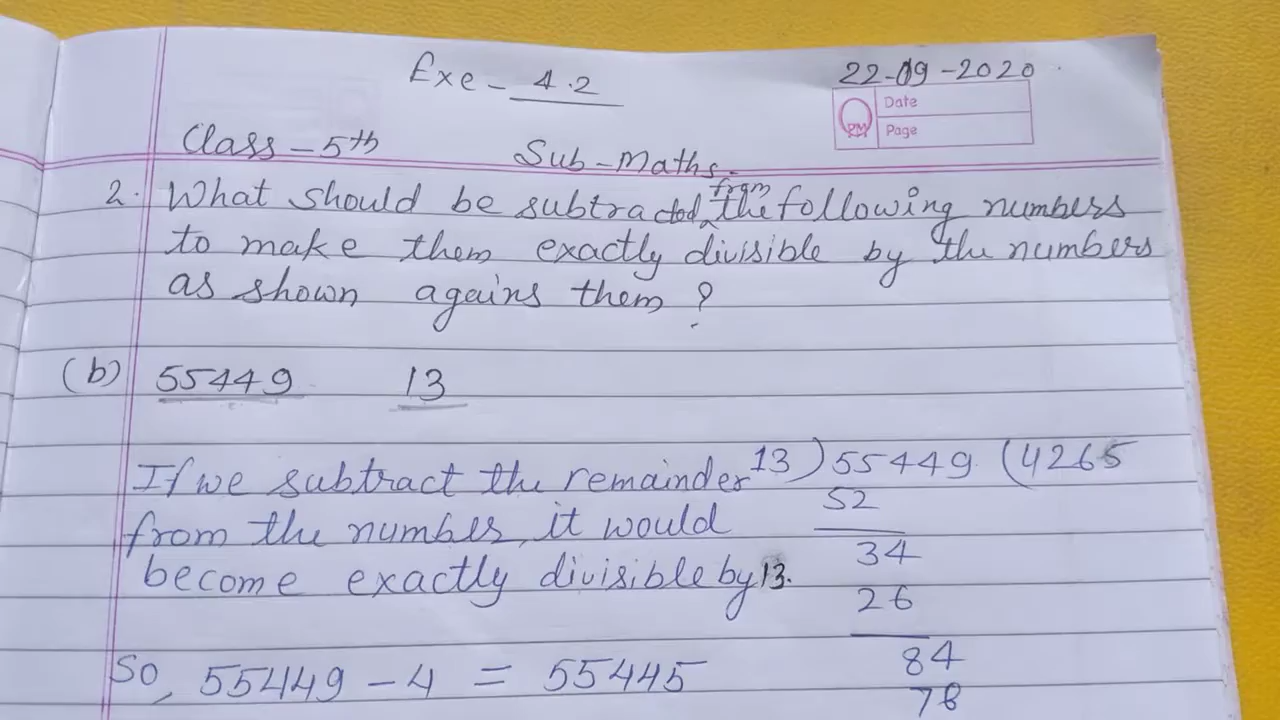 Exe - 4.2
22-09-2020
Date
PM
Page
Class - 5th
Sub - Maths.
2. What should be subtracted from the following numbers
to make them exactly divisible by the numbers
as shown agains them ?
(b) 55449 13
If we subtract the remainder
from the number, it would
become exactly divisible by 13.
So, 55449 - 4 = 55445
13 ) 55449 ( 4265
52
34
26
84
78